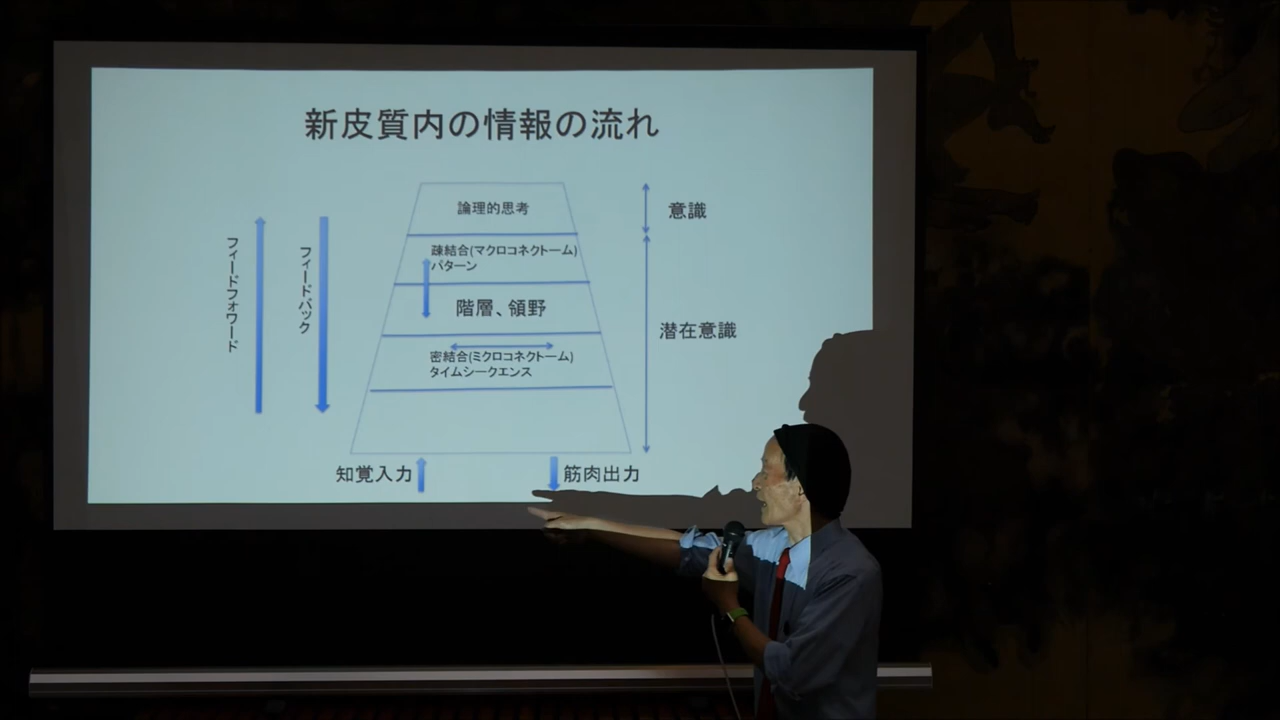 新皮質内の情報の流れ
論理的思考
意識
疎結合(マクロコネクトーム)
パターン
フィードフォワード
フィードバック
階層、領野
潜在意識
密結合(ミクロコネクトーム)
タイムシークエンス
知覚入力
筋肉出力